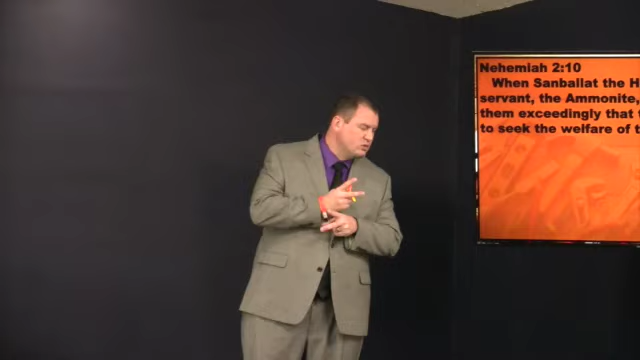 Nehemiah 2:10
When Sanballat the H
servant, the Ammonite,
them exceedingly that
to seek the welfare of t